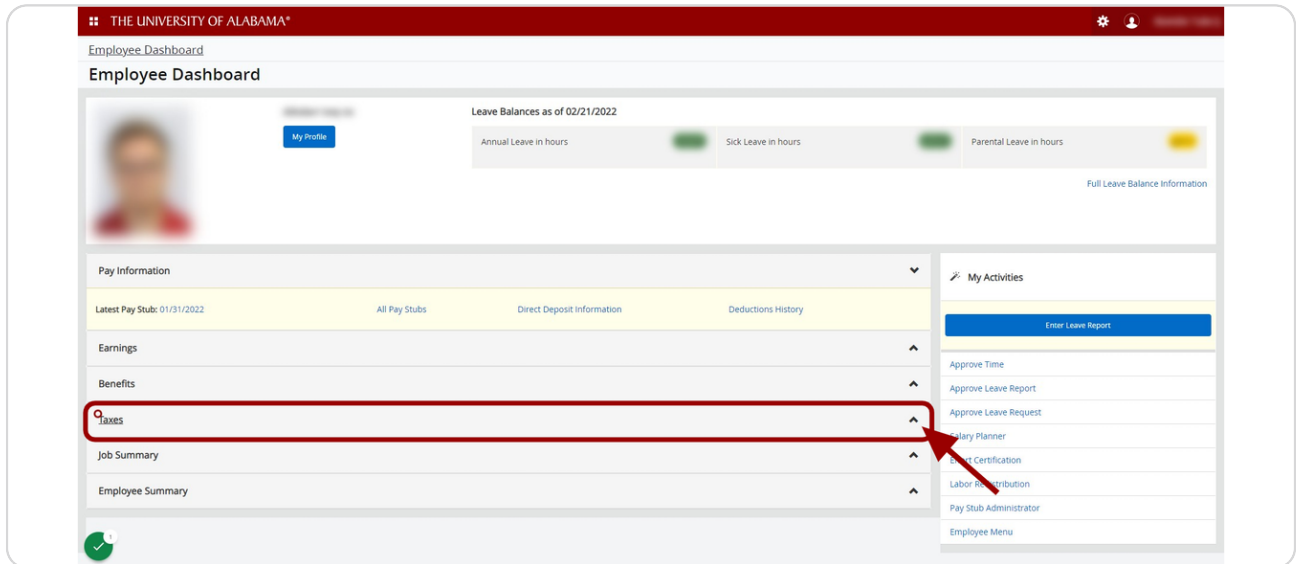 THE UNIVERSITY OF ALABAMA®
Employee Dashboard
Employee Dashboard
My Profile
Leave Balances as of 02/21/2022
Annual Leave in hours
Sick Leave in hours
Parental Leave in hours
Full Leave Balance Information
Pay Information
Latest Pay Stub: 01/31/2022 All Pay Stubs Direct Deposit Information Deductions History
Earnings
Benefits
Taxes
Job Summary
Employee Summary
1
My Activities
Enter Leave Report
Approve Time
Approve Leave Report
Approve Leave Request
Salary Planner
Effort Certification
Labor Redistribution
Pay Stub Administrator
Employee Menu